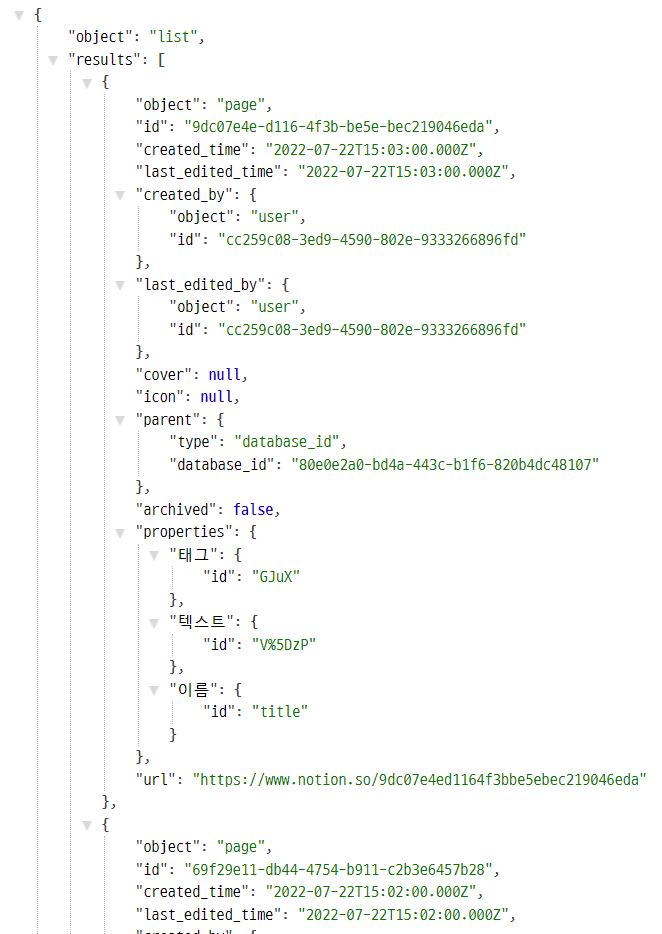 {
"object": "list",
"results": [
{
"object": "page",
"id": "9dc07e4e-d116-4f3b-be5e-bec219046eda",
"created_time": "2022-07-22T15:03:00.000Z",
"last_edited_time": "2022-07-22T15:03:00.000Z",
"created_by": {
"object": "user",
"id": "cc259c08-3ed9-4590-802e-9333266896fd"
},
"last_edited_by": {
"object": "user",
"id": "cc259c08-3ed9-4590-802e-9333266896fd"
},
"cover": null,
"icon": null,
"parent": {
"type": "database_id",
"database_id": "80e0e2a0-bd4a-443c-b1f6-820b4dc48107"
},
"archived": false,
"properties": {
"태그": {
"id": "GJuX"
},
"텍스트": {
"id": "V%5DzP"
},
"이름": {
"id": "title"
}
},
"url": "https://www.notion.so/9dc07e4ed1164f3bbe5ebec219046eda"
},
{
"object": "page",
"id": "69f29e11-db44-4754-b911-c2b3e6457b28",
"created_time": "2022-07-22T15:02:00.000Z",
"last_edited_time": "2022-07-22T15:02:00.000Z",
"created_by": {